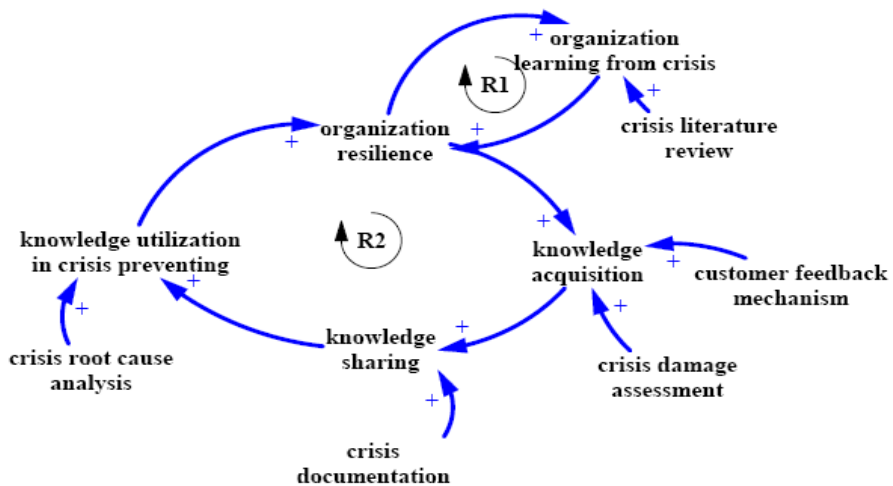 +
organization
learning from crisis
R1
+
crisis literature
review
+
organization
resilience
+
R2
knowledge utilization
in crisis preventing
+
knowledge
acquisition
+
customer feedback
mechanism
+
+
crisis root cause
analysis
+
knowledge
sharing
+
+
crisis damage
assessment
+
crisis
documentation